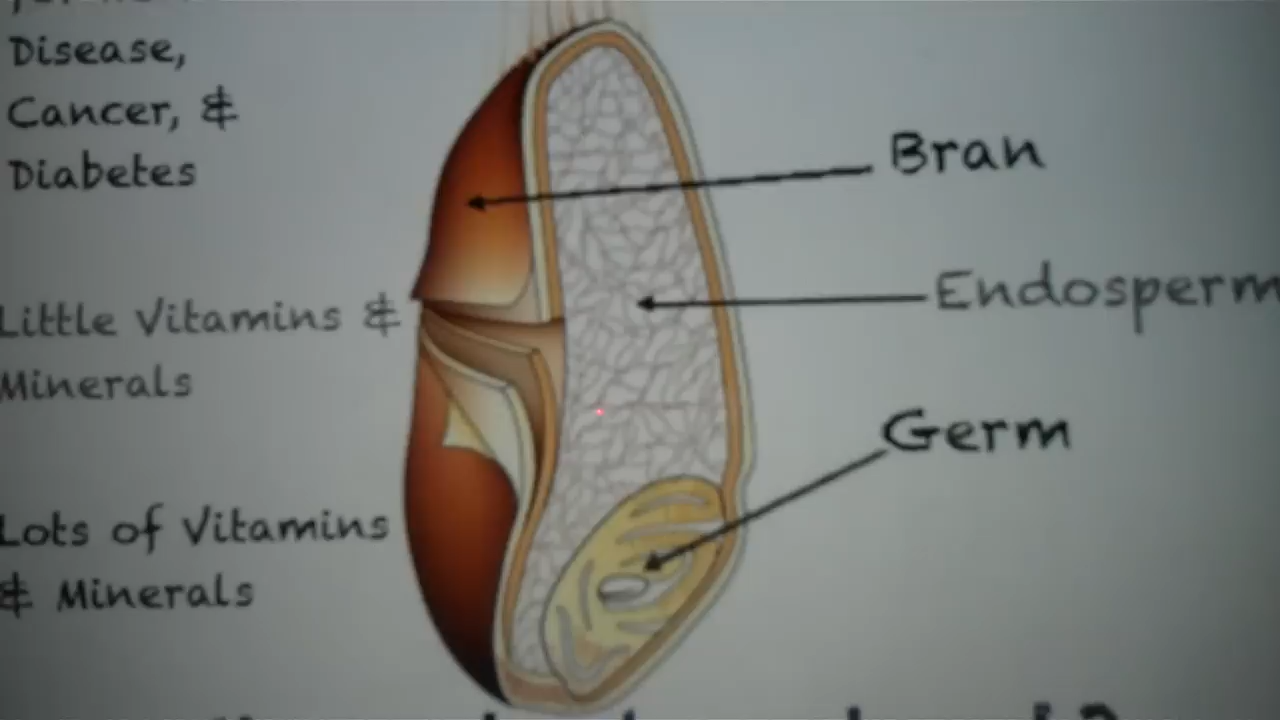 Disease,
Cancer, &
Diabetes
Little Vitamins &
Minerals
Lots of Vitamins
& Minerals
Bran
Endosperm
Germ